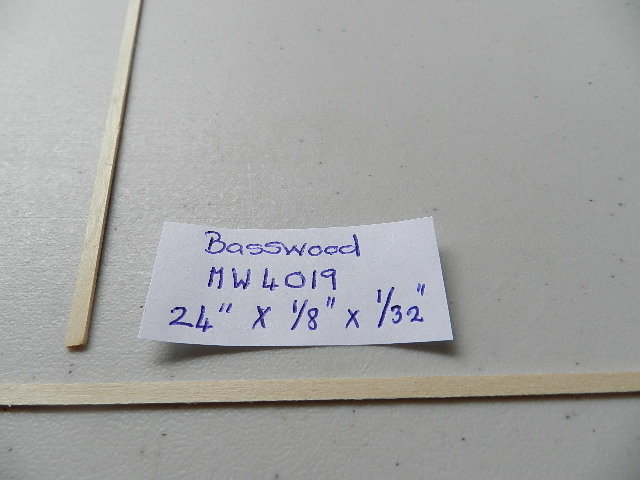 Basswood
MW4019
24" x 1/8" x 1/32"